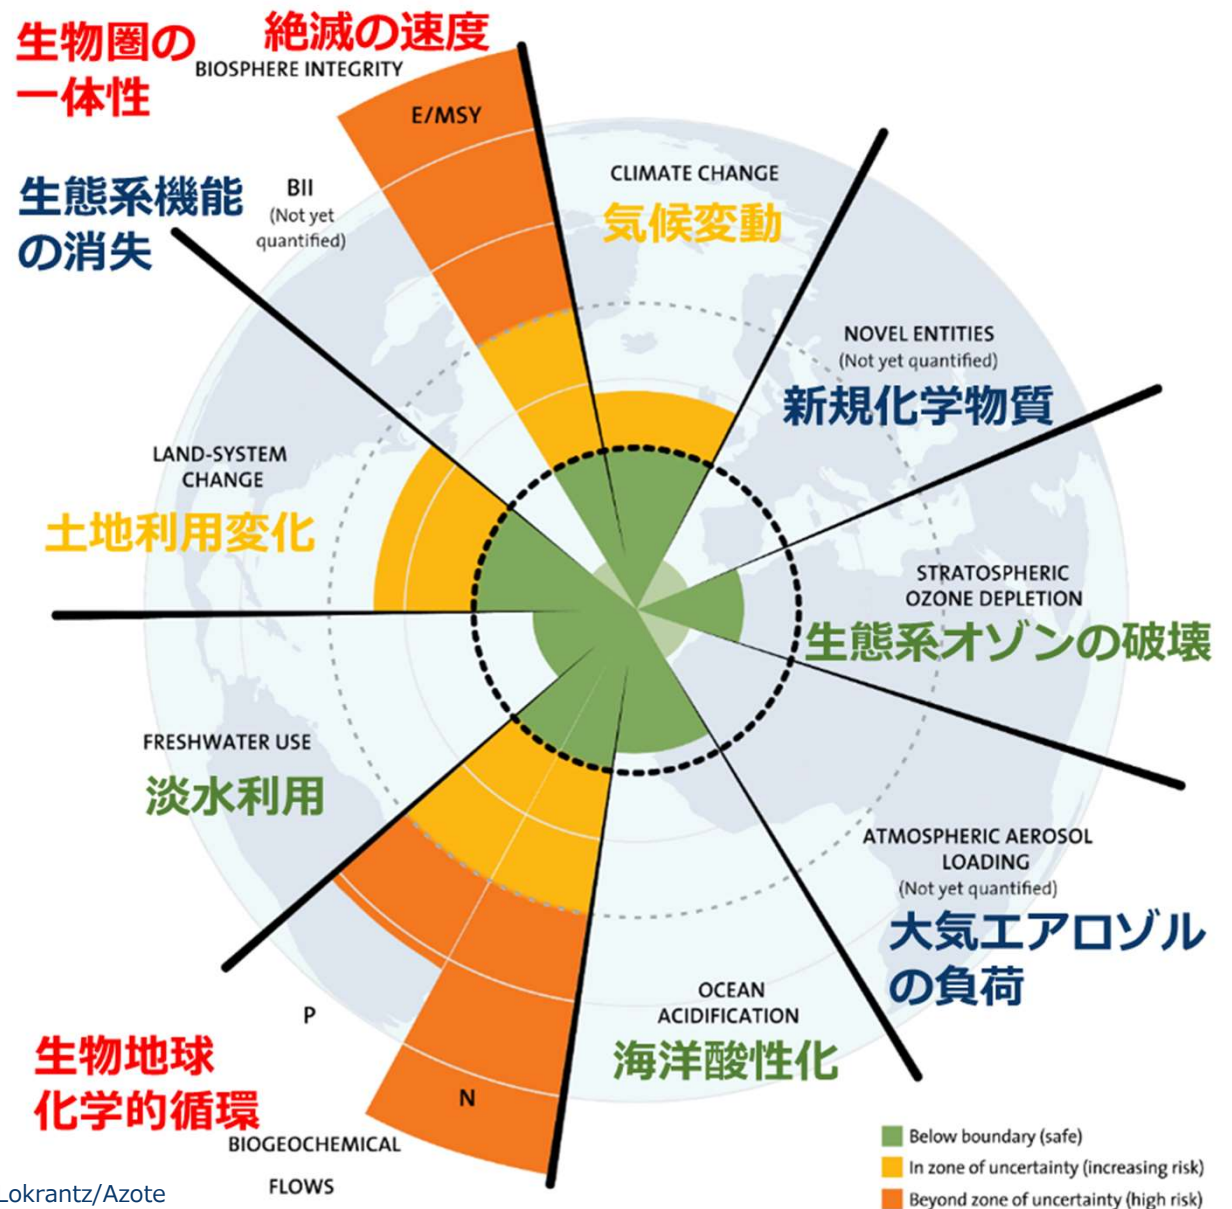 生物圏の
一体性
絶滅の速度
BIOSPHERE INTEGRITY
E/MSY
生態系機能
の消失
BII
(Not yet
quantified)
CLIMATE CHANGE
気候変動
NOVEL ENTITIES
(Not yet quantified)
新規化学物質
LAND-SYSTEM
CHANGE
土地利用変化
STRATOSPHERIC
OZONE DEPLETION
生態系オゾンの破壊
FRESHWATER USE
淡水利用
ATMOSPHERIC AEROSOL
LOADING
(Not yet quantified)
大気エアロゾル
の負荷
OCEAN
ACIDIFICATION
海洋酸性化
P
N
生物地球
化学的循環
BIOGEOCHEMICAL
FLOWS
Below boundary (safe)
In zone of uncertainty (increasing risk)
Beyond zone of uncertainty (high risk)
Lokrantz/Azote